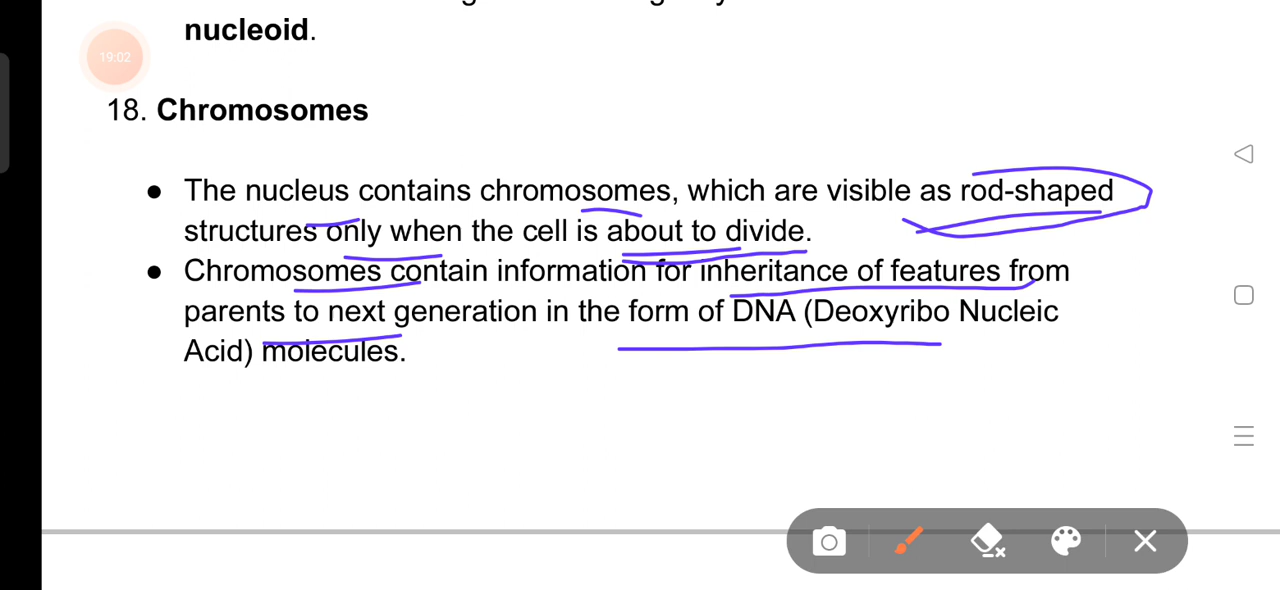 nucleoid.
19:02
18. Chromosomes
● The nucleus contains chromosomes, which are visible as rod-shaped
structures only when the cell is about to divide.
● Chromosomes contain information for inheritance of features from
parents to next generation in the form of DNA (Deoxyribo Nucleic
Acid) molecules.